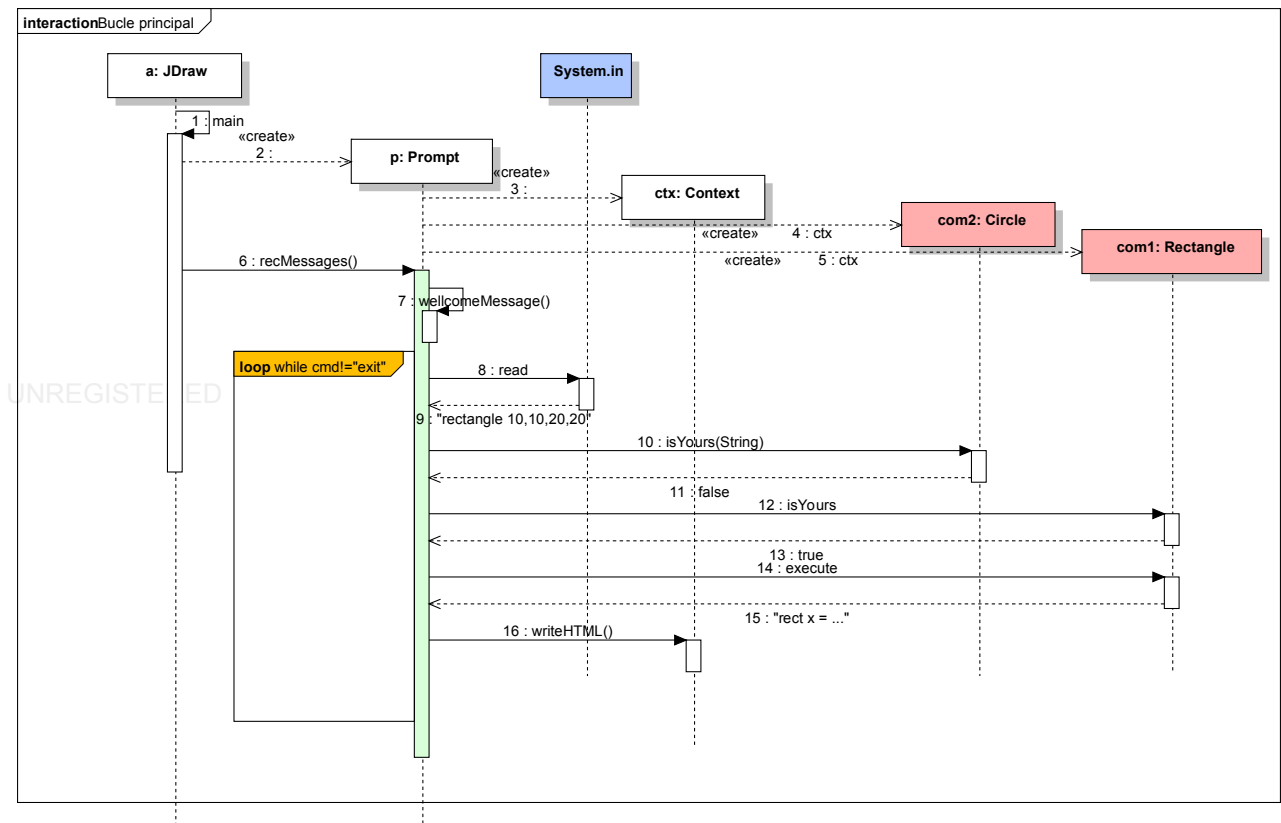 interactionBucle principal
a: JDraw
System.in
1 : main
«create»
2 :
p: Prompt
«create»
3 :
ctx: Context
com2: Circle
«create» 4 : ctx
com1: Rectangle
«create» 5 : ctx
6 : recMessages()
7 : wellcomeMessage()
loop while cmd!="exit"
8 : read
UNREGISTERED
9 : "rectangle 10,10,20,20"
10 : isYours(String)
11 : false
12 : isYours
13 : true
14 : execute
15 : "rect x = ..."
16 : writeHTML()